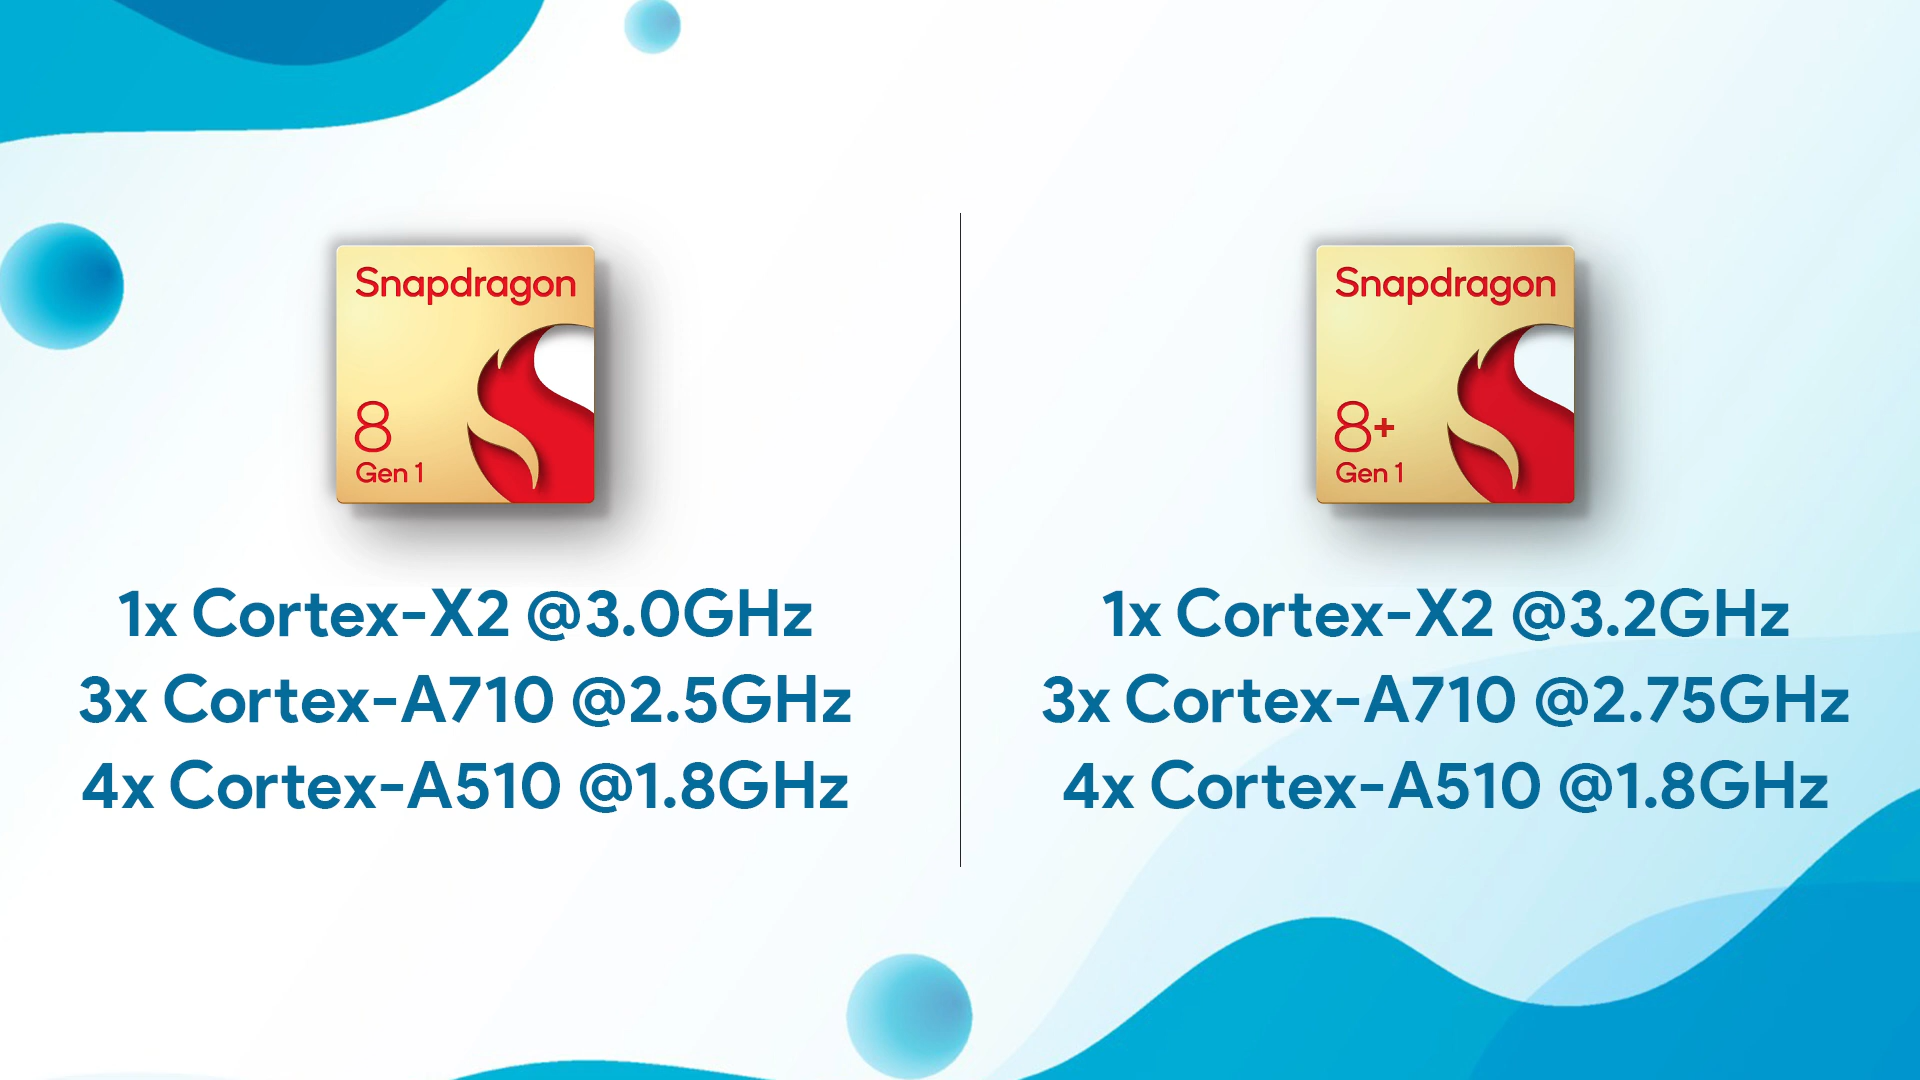 Snapdragon
8
Gen 1
1x Cortex-X2 @3.0GHz
3x Cortex-A710 @2.5GHz
4x Cortex-A510 @1.8GHz
Snapdragon
8+
Gen 1
1x Cortex-X2 @3.2GHz
3x Cortex-A710 @2.75GHz
4x Cortex-A510 @1.8GHz